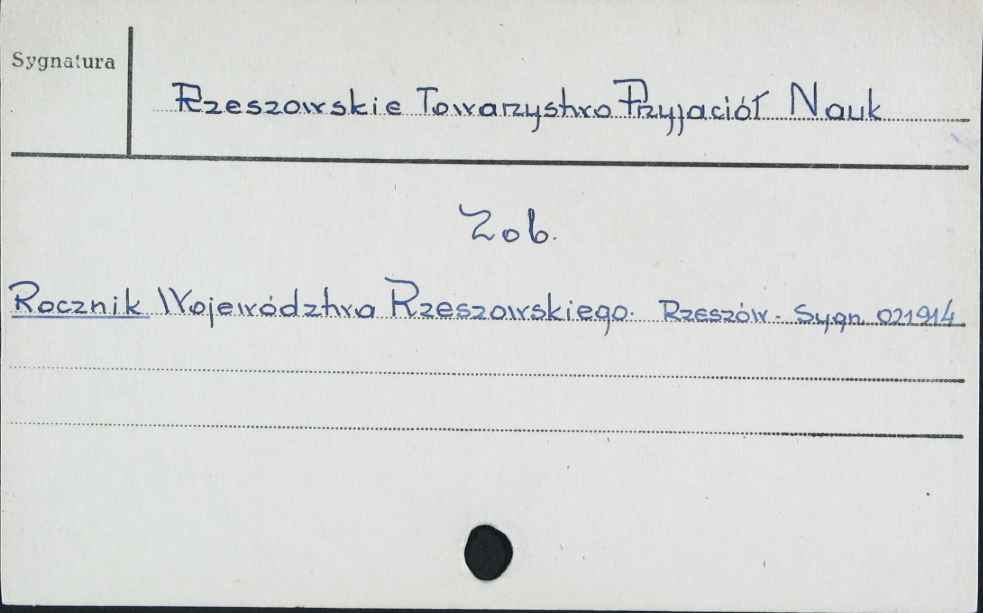 Sygnatura
Rzeszowskie Towarzystwo Przyjaciół Nauk
Zob.
Rocznik Województwa Rzeszowskiego. Rzeszów. Sygn. 021914